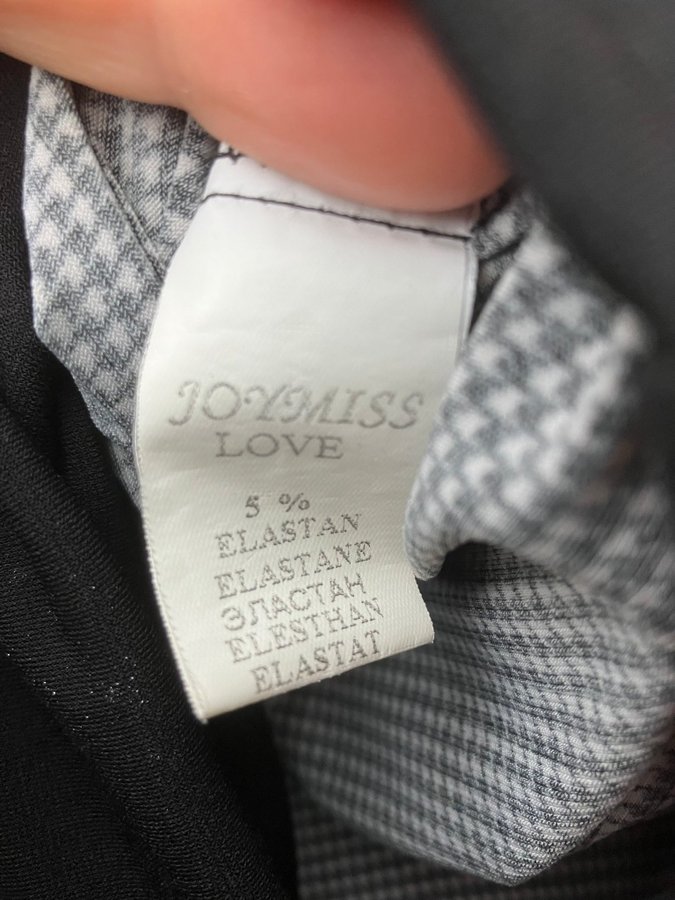 JOYMISS
LOVE
5 %
ELASTAN
ELASTANE
ЭЛАСТАН
ELESTHAN
ELASTAT